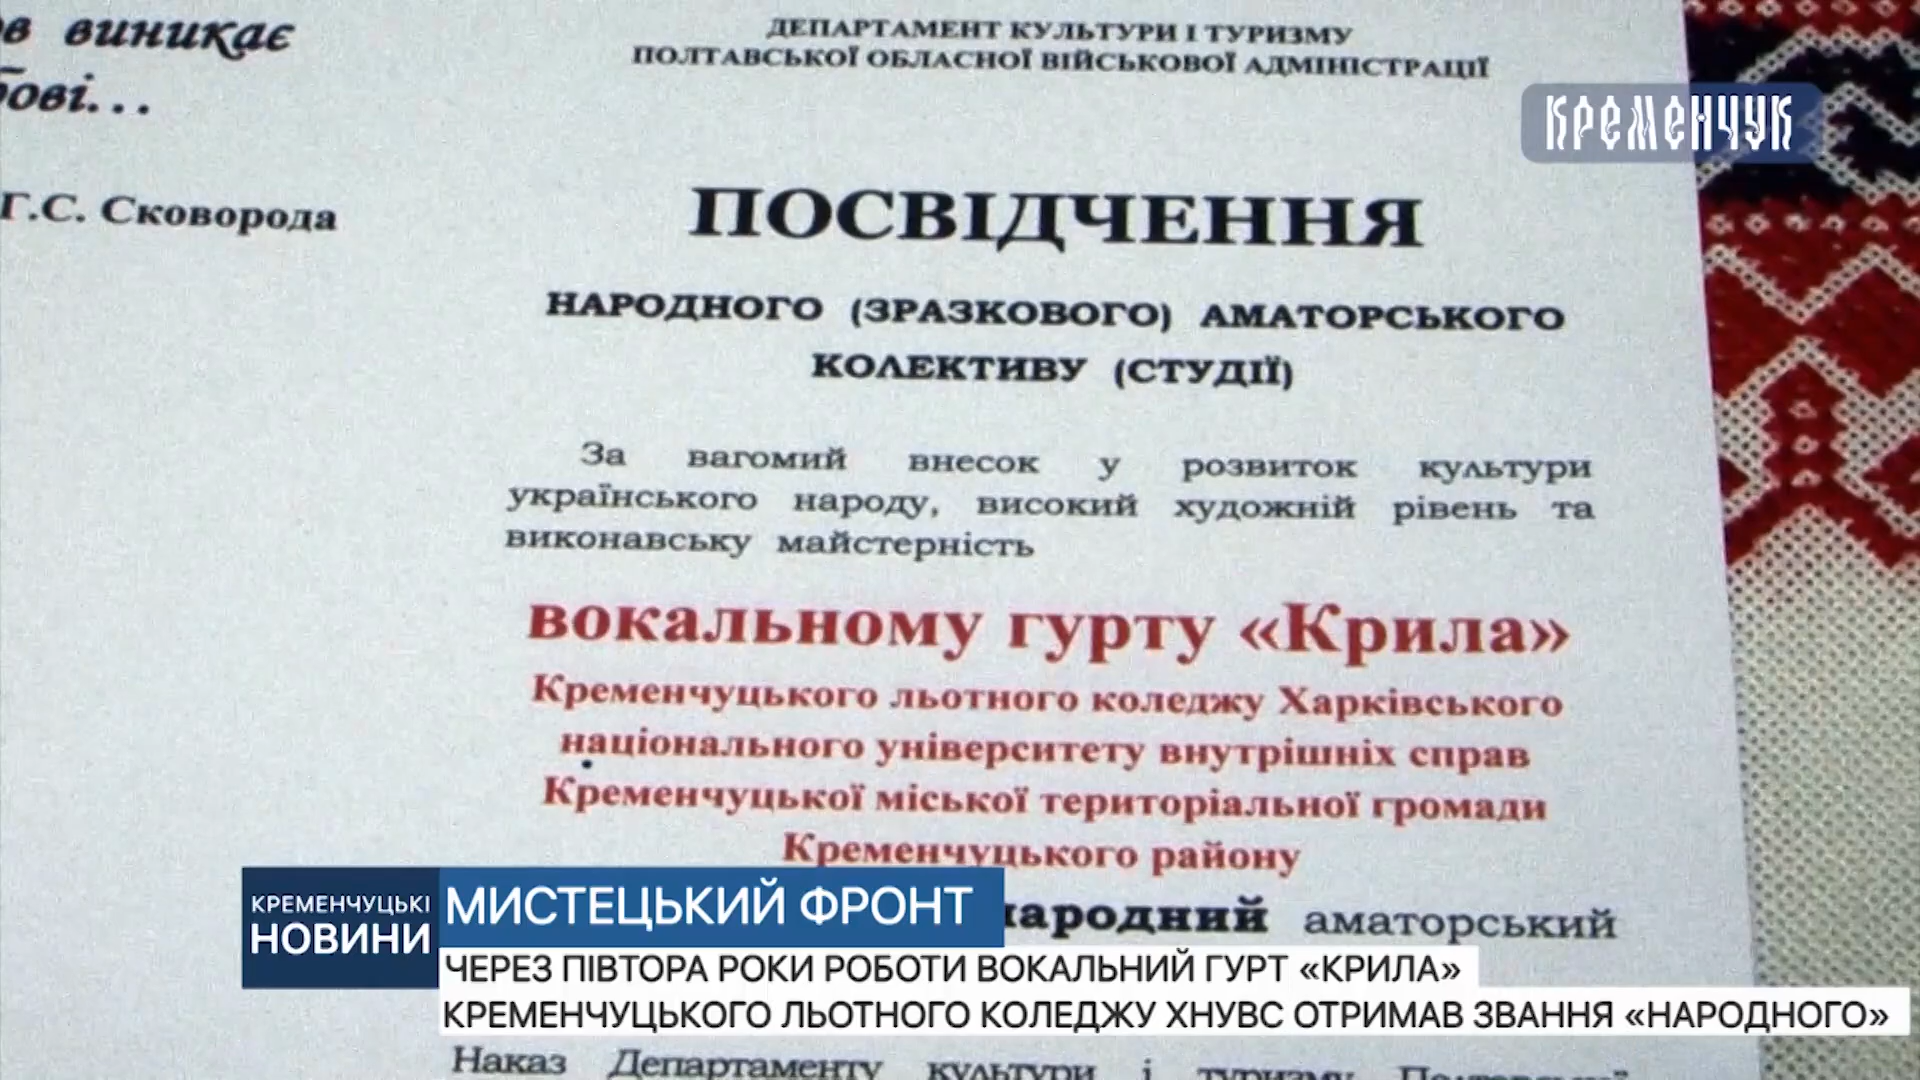 виникає
Г.С. Сковорода
ДЕПАРТАМЕНТ КУЛЬТУРИ І ТУРИЗМУ
ПОЛТАВСЬКОЇ ОБЛАСНОЇ ВІЙСЬКОВОЇ АДМІНІСТРАЦІЇ
КРЕМЕНЧУК
ПОСВІДЧЕННЯ
НАРОДНОГО (ЗРАЗКОВОГО) АМАТОРСЬКОГО
КОЛЕКТИВУ (СТУДІЇ)
За вагомий внесок у розвиток культури
українського народу, високий художній рівень та
виконавську майстерність
вокальному гурту «Крила»
Кременчуцького льотного коледжу Харківського
національного університету внутрішніх справ
Кременчуцької міської територіальної громади
Кременчуцького району
народний аматорський
КРЕМЕНЧУЦЬКІ
НОВИНИ
МИСТЕЦЬКИЙ ФРОНТ
ЧЕРЕЗ ПІВТОРА РОКИ РОБОТИ ВОКАЛЬНИЙ ГУРТ «КРИЛА»
КРЕМЕНЧУЦЬКОГО ЛЬОТНОГО КОЛЕДЖУ ХНУВС ОТРИМАВ ЗВАННЯ «НАРОДНОГО»
Наказ Департаменту культури і туризму